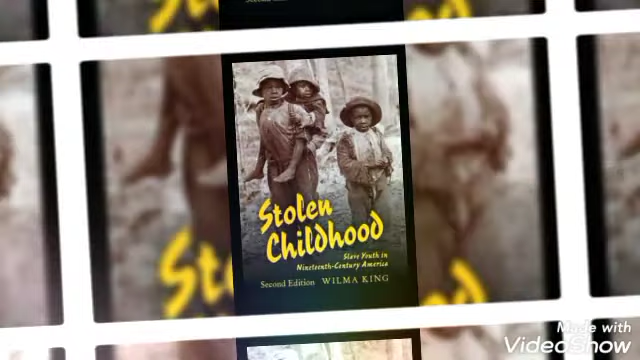 Stolen
Childhood
Slave Youth in
Nineteenth-Century America
Second Edition WILMA KING
Made with
VideoShow